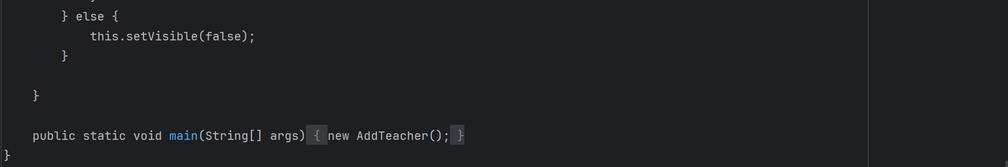 } else {
this.setVisible(false);
}
}
public static void main(String[] args) { new AddTeacher(); }
}